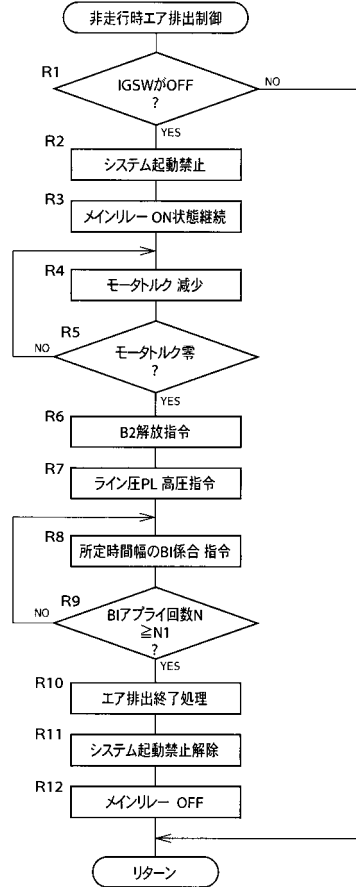 非走行時エア排出制御
R1
IGSWがOFF
?
NO
YES
R2
システム起動禁止
R3
メインリレー ON状態継続
R4
モータトルク 減少
R5
モータトルク零
?
NO
YES
R6
B2解放指令
R7
ライン圧PL 高圧指令
R8
所定時間幅のBI係合 指令
R9
BIアプライ回数N
≧N1
?
NO
YES
R10
エア排出終了処理
R11
システム起動禁止解除
R12
メインリレー OFF
リターン